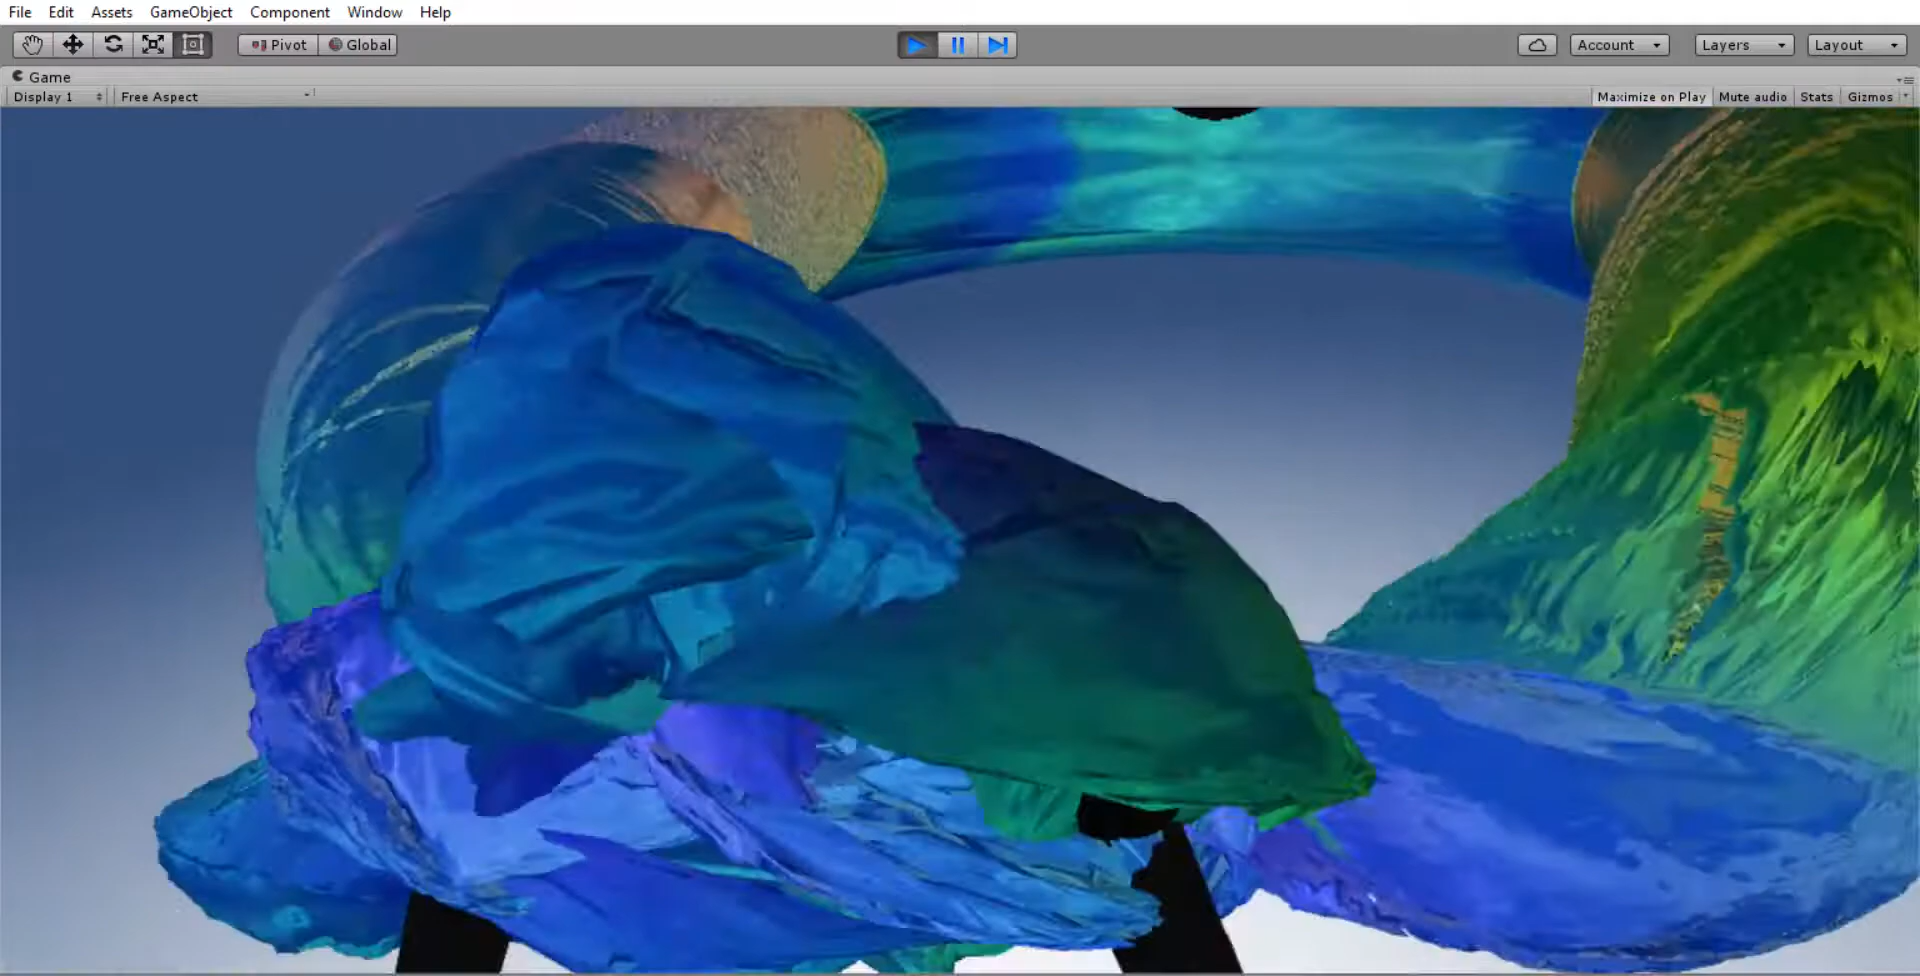 File Edit Assets GameObject Component Window Help
Pivot Global Account Layers Layout
Game
Display 1 Free Aspect Maximize on Play Mute audio Stats Gizmos